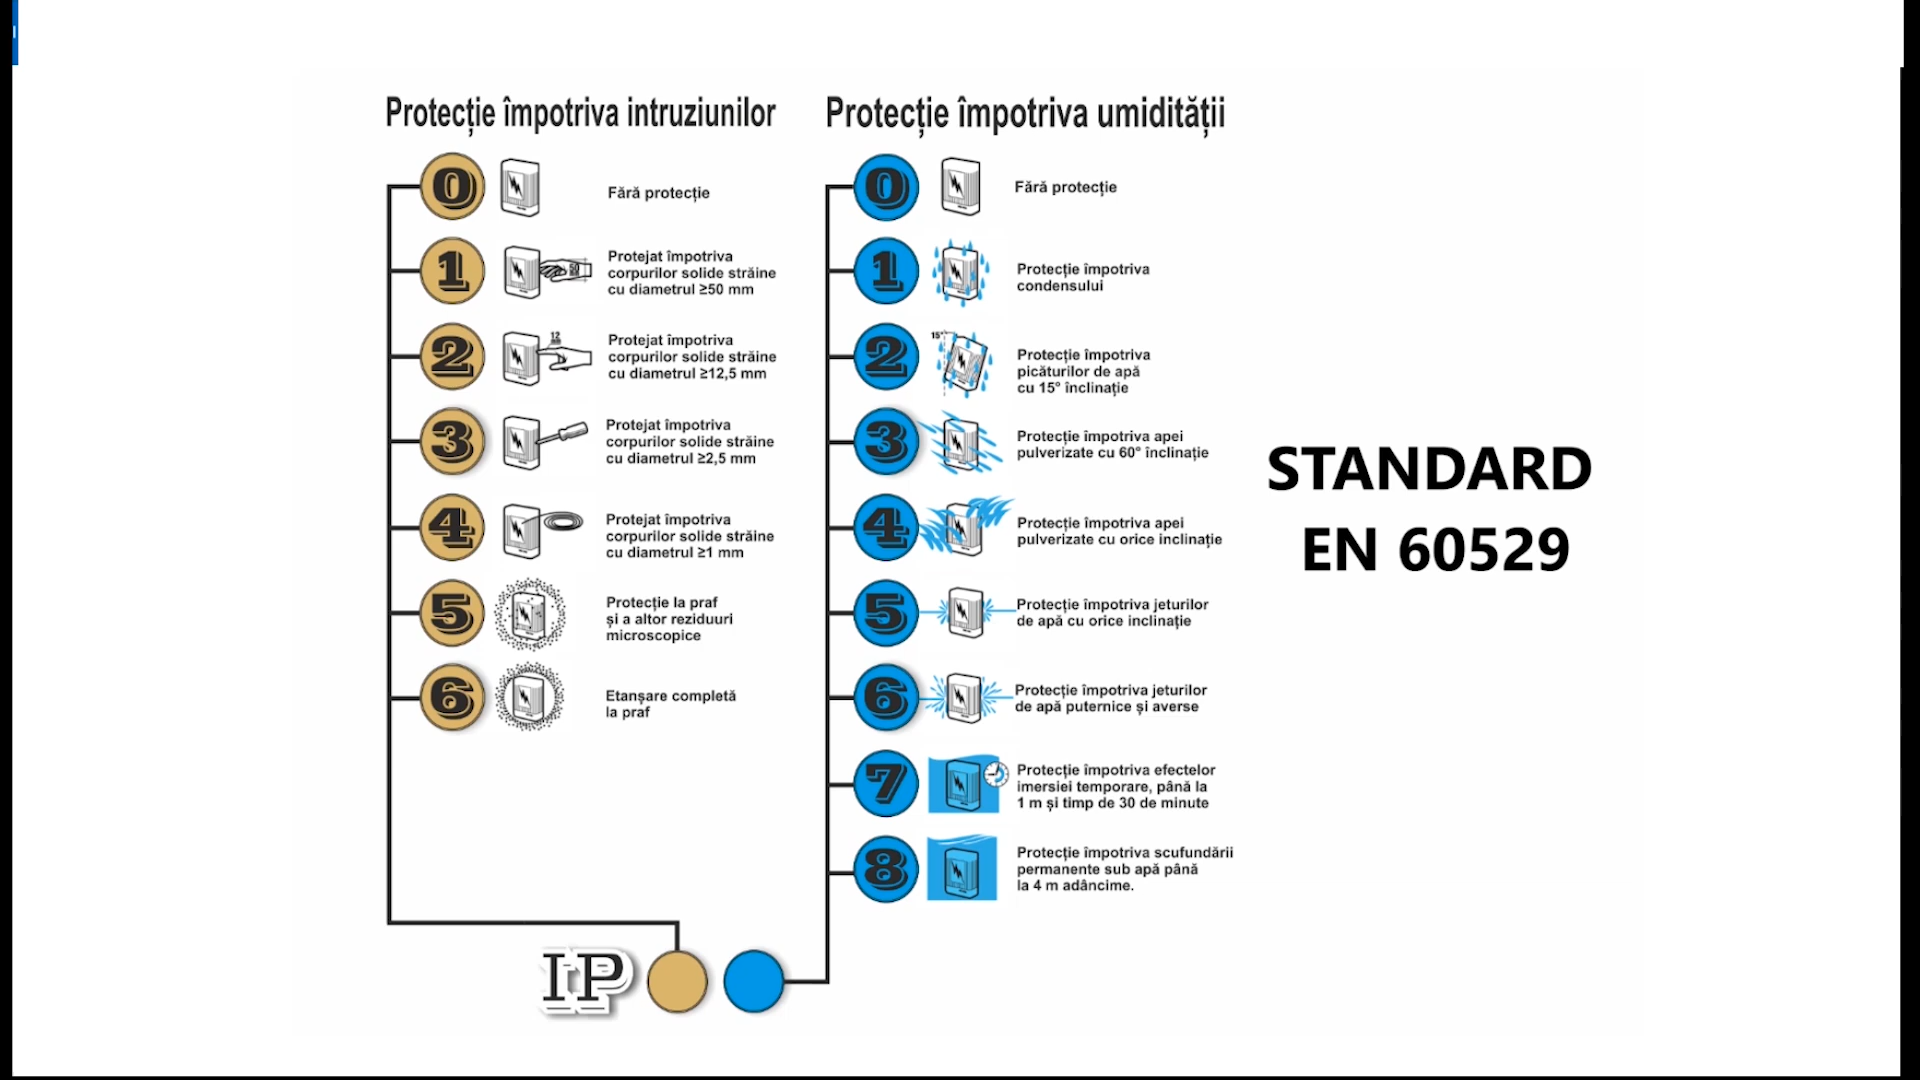 Protecție împotriva intruziunilor
0
Fără protecție
1
50
Protejat împotriva
corpurilor solide străine
cu diametrul ≥50 mm
2
12
Protejat împotriva
corpurilor solide străine
cu diametrul ≥12,5 mm
3
Protejat împotriva
corpurilor solide străine
cu diametrul ≥2,5 mm
4
Protejat împotriva
corpurilor solide străine
cu diametrul ≥1 mm
5
Protecție la praf
și a altor reziduuri
microscopice
6
Etanșare completă
la praf
Protecție împotriva umidității
0
Fără protecție
1
Protecție împotriva
condensului
2
15°
Protecție împotriva
picăturilor de apă
cu 15° înclinație
3
Protecție împotriva apei
pulverizate cu 60° înclinație
4
Protecție împotriva apei
pulverizate cu orice inclinație
5
Protecție împotriva jeturilor
de apă cu orice inclinație
6
Protecție împotriva jeturilor
de apă puternice și averse
7
Protecție împotriva efectelor
imersiei temporare, până la
1 m și timp de 30 de minute
8
Protecție împotriva scufundării
permanente sub apă până
la 4 m adâncime.
IP
STANDARD
EN 60529